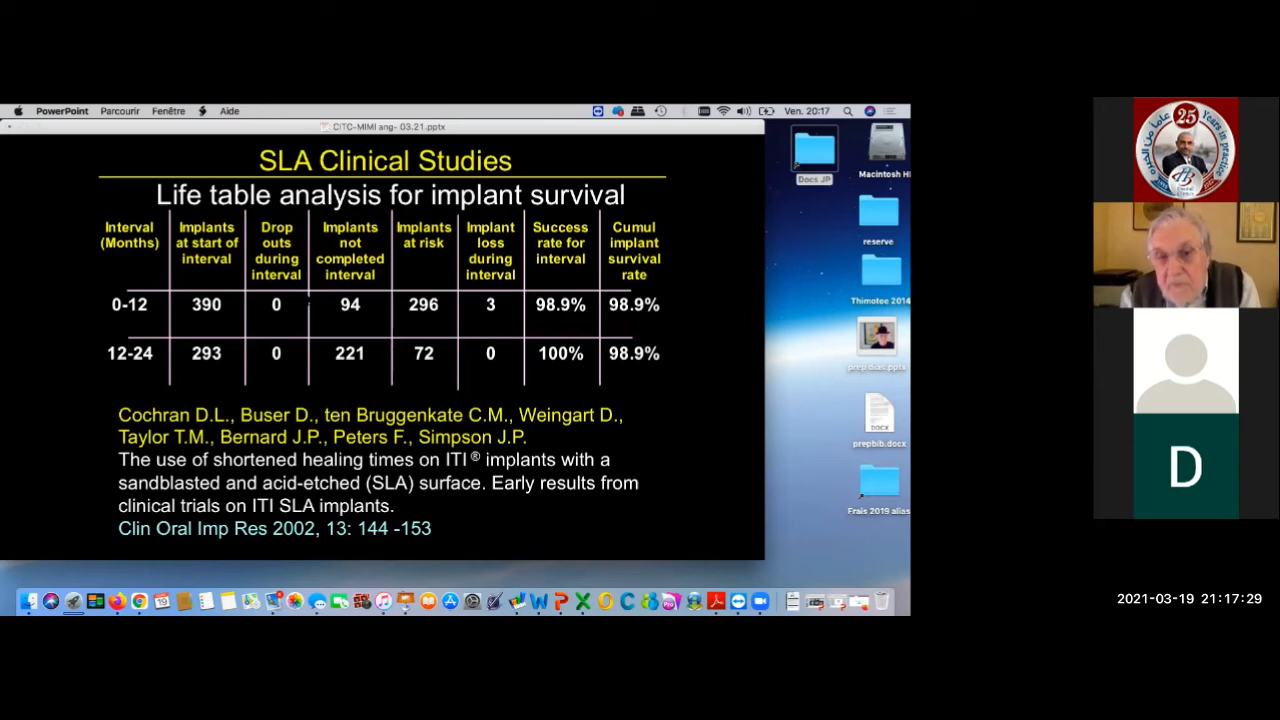 PowerPoint Parcourir Fenêtre Aide
Ven. 20:17
CITC-MIMI ang- 03.21.pptx
SLA Clinical Studies
Life table analysis for implant survival
Interval (Months) Implants at start of interval Drop outs during interval Implants not completed interval Implants at risk Implant loss during interval Success rate for interval Cumul implant survival rate
0-12 390 0 94 296 3 98.9% 98.9%
12-24 293 0 221 72 0 100% 98.9%
Cochran D.L., Buser D., ten Bruggenkate C.M., Weingart D.,
Taylor T.M., Bernard J.P., Peters F., Simpson J.P.
The use of shortened healing times on ITI® implants with a
sandblasted and acid-etched (SLA) surface. Early results from
clinical trials on ITI SLA implants.
Clin Oral Imp Res 2002, 13: 144 -153
Docs JP
Macintosh H
reserve
Thimotee 2014
DOCX
prepbib.docx
Frais 2019 alias
25 Years in practice
D
2021-03-19 21:17:29